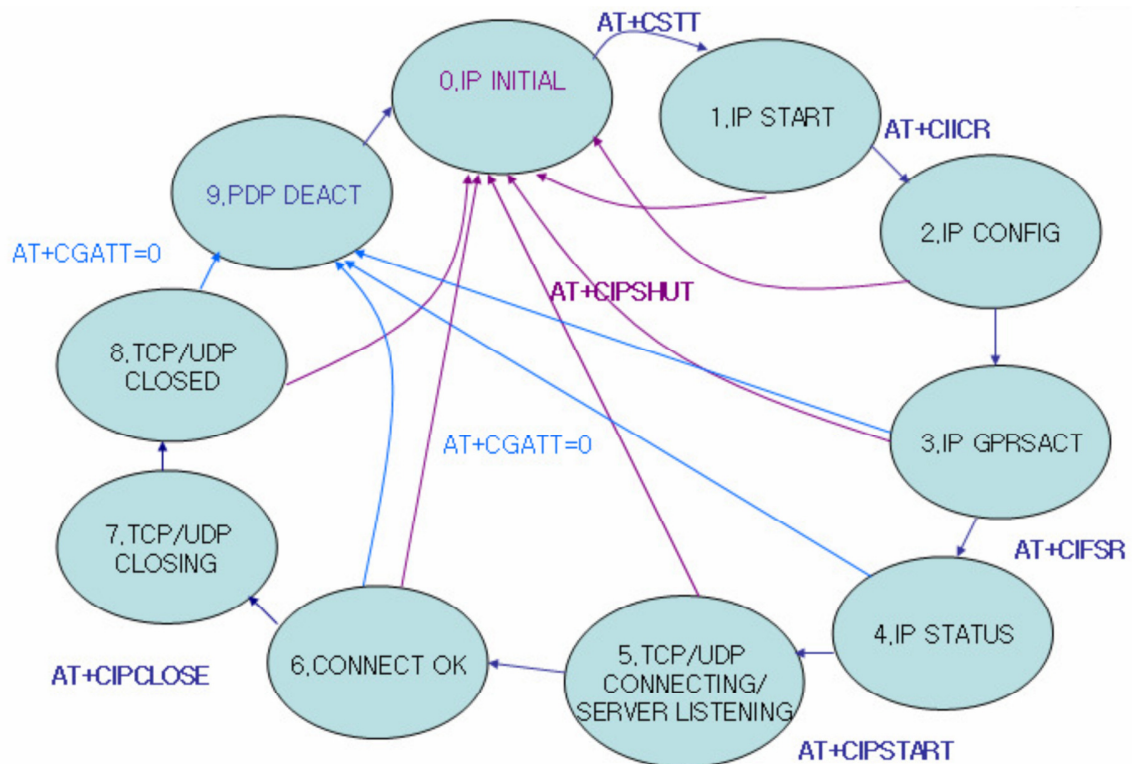 AT+CSTT
0,IP INITIAL
1,IP START
AT+CIICR
9,PDP DEACT
2,IP CONFIG
AT+CGATT=0
AT+CIPSHUT
8,TCP/UDP
CLOSED
3,IP GPRSACT
AT+CGATT=0
7,TCP/UDP
CLOSING
AT+CIFSR
4,IP STATUS
6,CONNECT OK
5,TCP/UDP
CONNECTING/
SERVER LISTENING
AT+CIPCLOSE
AT+CIPSTART